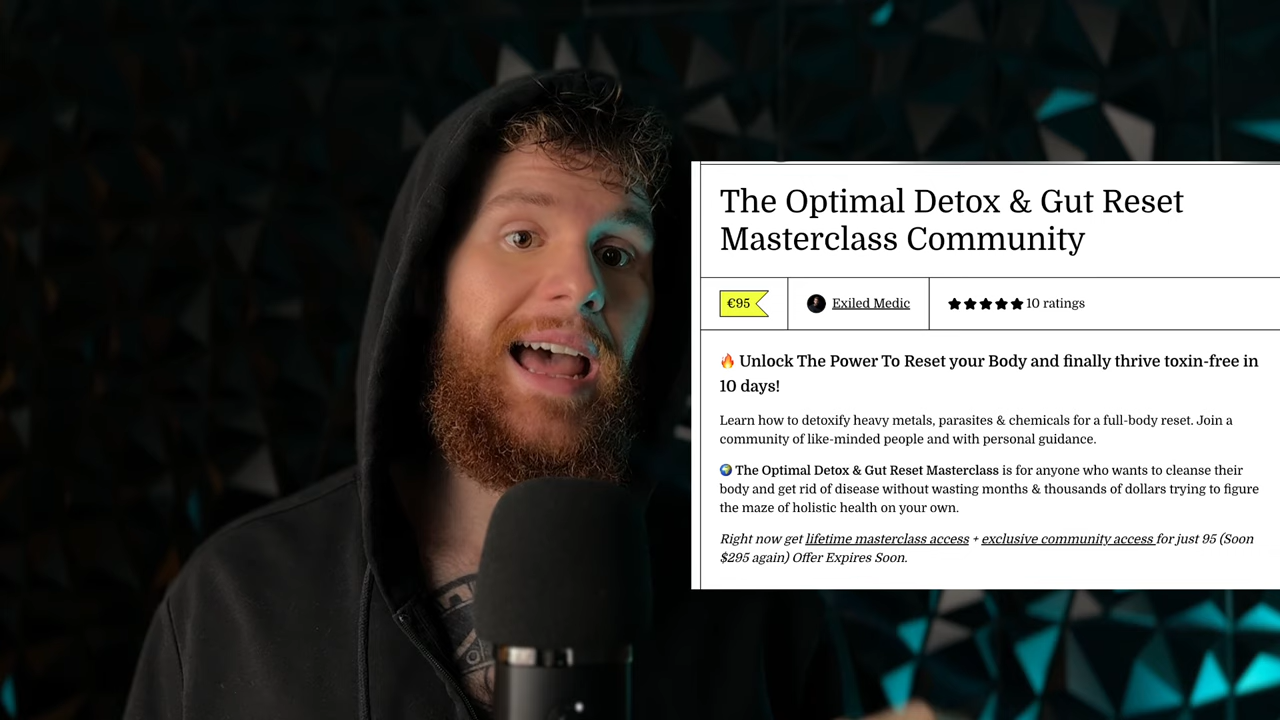 The Optimal Detox & Gut Reset
Masterclass Community
€95
Exiled Medic
10 ratings
🔥 Unlock The Power To Reset your Body and finally thrive toxin-free in
10 days!
Learn how to detoxify heavy metals, parasites & chemicals for a full-body reset. Join a
community of like-minded people and with personal guidance.
🌍 The Optimal Detox & Gut Reset Masterclass is for anyone who wants to cleanse their
body and get rid of disease without wasting months & thousands of dollars trying to figure
the maze of holistic health on your own.
Right now get lifetime masterclass access + exclusive community access for just 95 (Soon
$295 again) Offer Expires Soon.